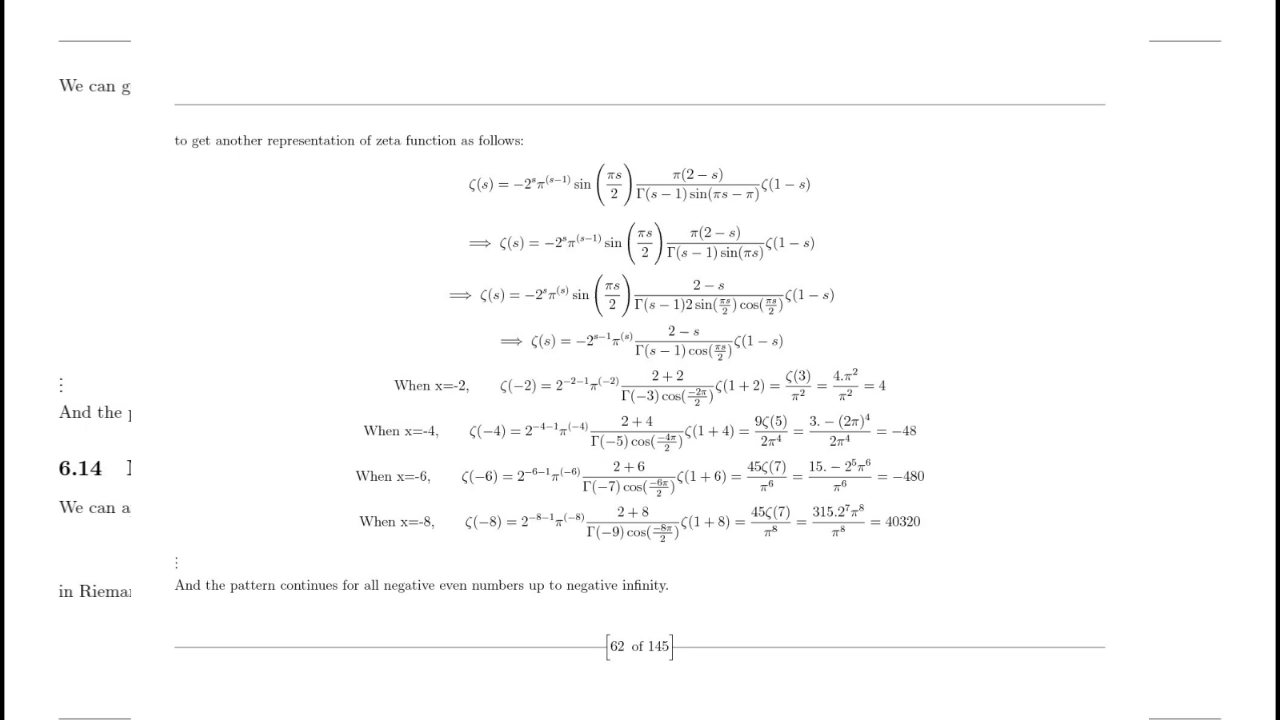 We can g
to get another representation of zeta function as follows:
ζ(s) = −2^s π^(s−1) sin(πs/2) π(2 − s)/(Γ(s − 1) sin(πs − π)) ζ(1 − s)
⟹ ζ(s) = −2^s π^(s−1) sin(πs/2) π(2 − s)/(Γ(s − 1) sin(πs)) ζ(1 − s)
⟹ ζ(s) = −2^s π^(s) sin(πs/2) (2 − s)/(Γ(s − 1)2 sin(πs/2) cos(πs/2)) ζ(1 − s)
⟹ ζ(s) = −2^(s−1) π^(s) (2 − s)/(Γ(s − 1) cos(πs/2)) ζ(1 − s)
When x=-2, ζ(−2) = 2^(−2−1) π^(−2) (2 + 2)/(Γ(−3) cos(−2π/2)) ζ(1 + 2) = ζ(3)/π^2 = 4.π^2/π^2 = 4
When x=-4, ζ(−4) = 2^(−4−1) π^(−4) (2 + 4)/(Γ(−5) cos(−4π/2)) ζ(1 + 4) = 9ζ(5)/2π^4 = 3. − (2π)^4/2π^4 = −48
When x=-6, ζ(−6) = 2^(−6−1) π^(−6) (2 + 6)/(Γ(−7) cos(−6π/2)) ζ(1 + 6) = 45ζ(7)/π^6 = 15. − 2^5π^6/π^6 = −480
When x=-8, ζ(−8) = 2^(−8−1) π^(−8) (2 + 8)/(Γ(−9) cos(−8π/2)) ζ(1 + 8) = 45ζ(7)/π^8 = 315.2^7π^8/π^8 = 40320
⋮
And the pattern continues for all negative even numbers up to negative infinity.
[62 of 145]
⋮
And the p
6.14
We can a
in Riema